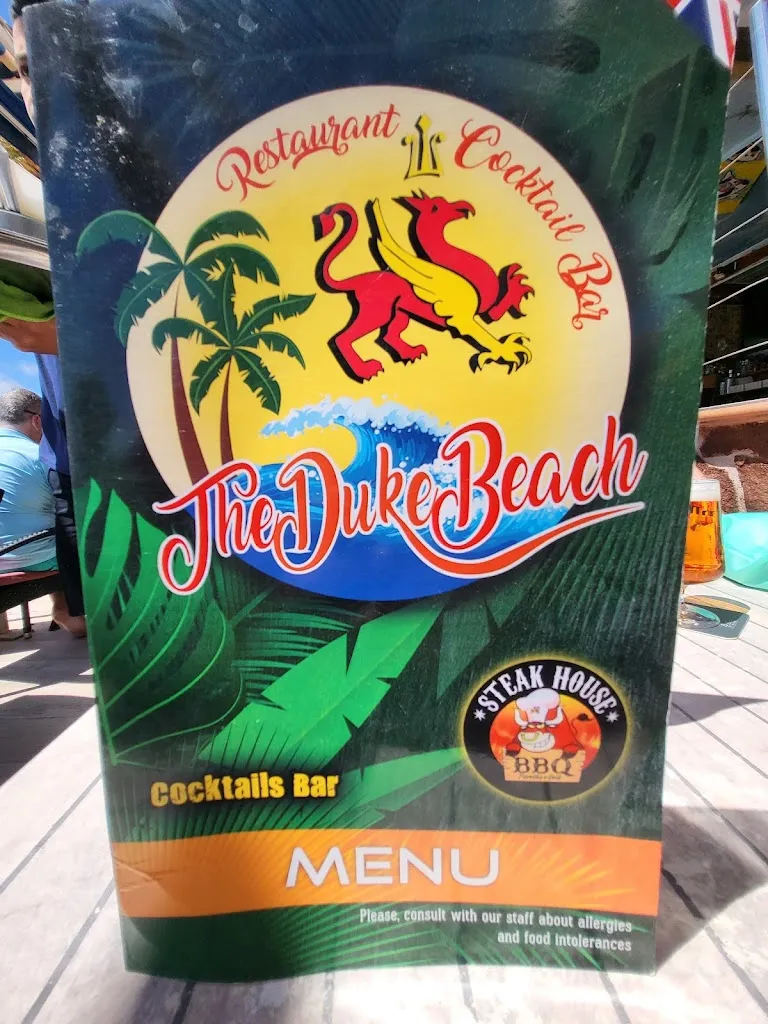 Restaurant Cocktail Bar
The Duke Beach
STEAK HOUSE
BBQ
Cocktails Bar
MENU
Please, consult with our staff about allergies
and food intolerances